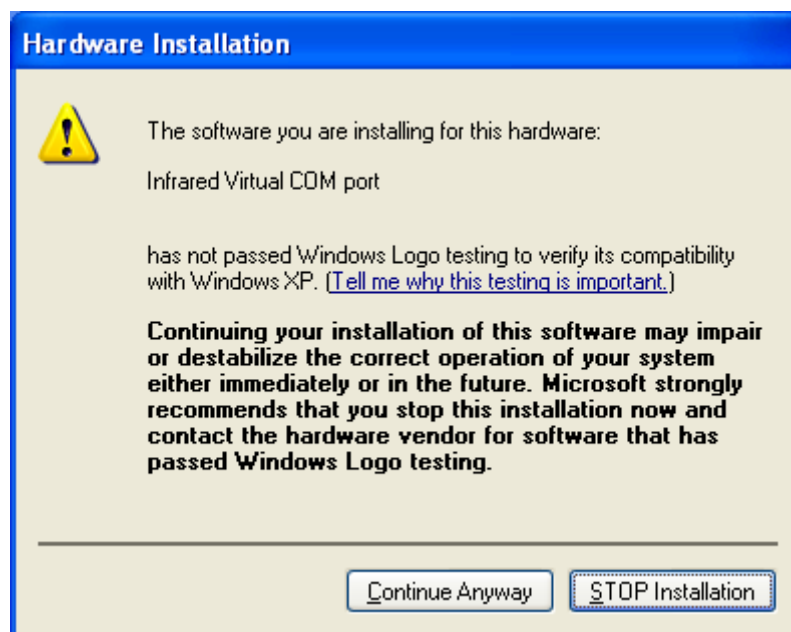 Hardware Installation
The software you are installing for this hardware:
Infrared Virtual COM port
has not passed Windows Logo testing to verify its compatibility
with Windows XP. (Tell me why this testing is important.)
Continuing your installation of this software may impair
or destabilize the correct operation of your system
either immediately or in the future. Microsoft strongly
recommends that you stop this installation now and
contact the hardware vendor for software that has
passed Windows Logo testing.
Continue Anyway STOP Installation